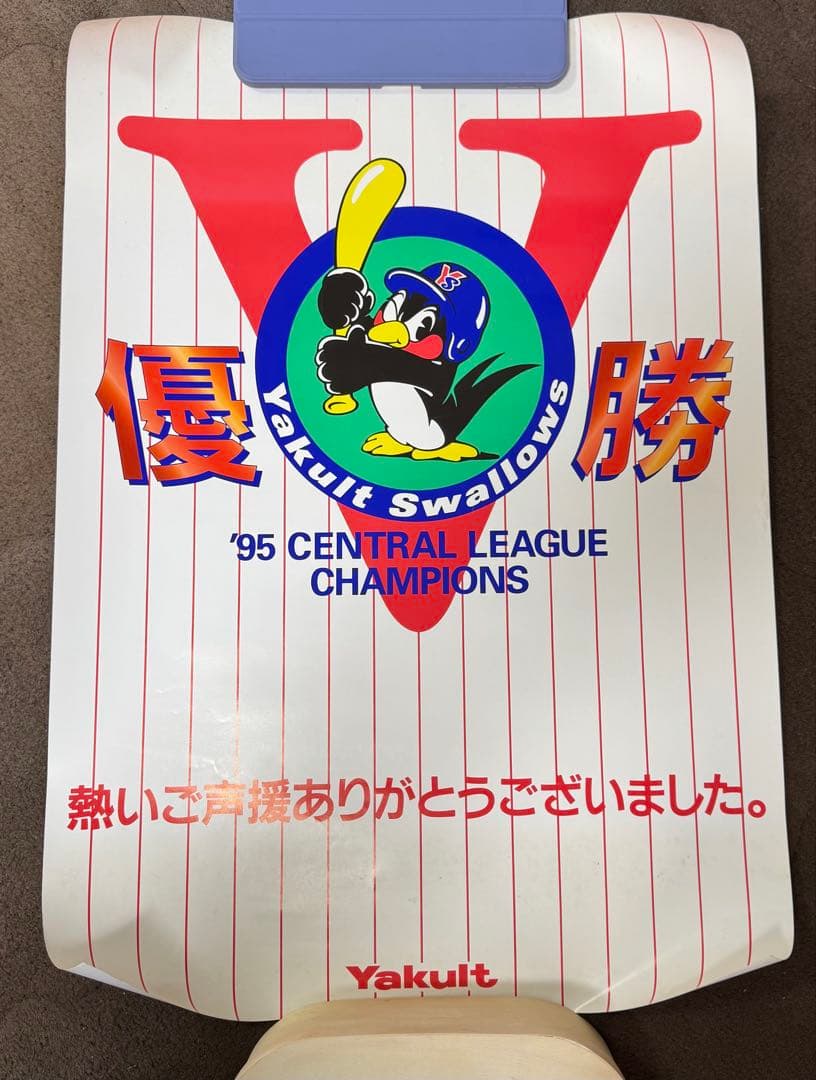 V
YS
優勝
Yakult Swallows
'95 CENTRAL LEAGUE
CHAMPIONS
熱いご声援ありがとうございました。
Yakult